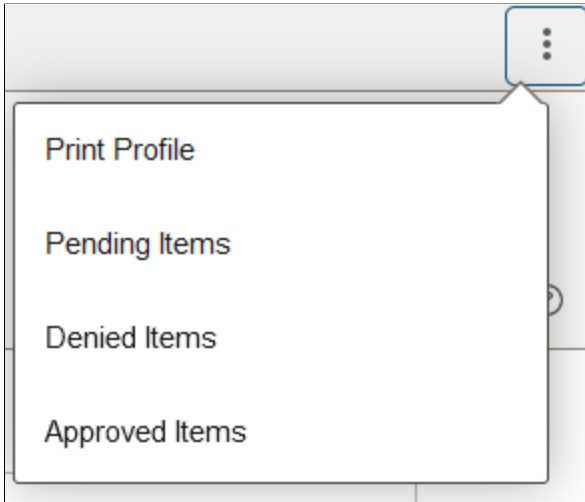 Print Profile
Pending Items
Denied Items
Approved Items